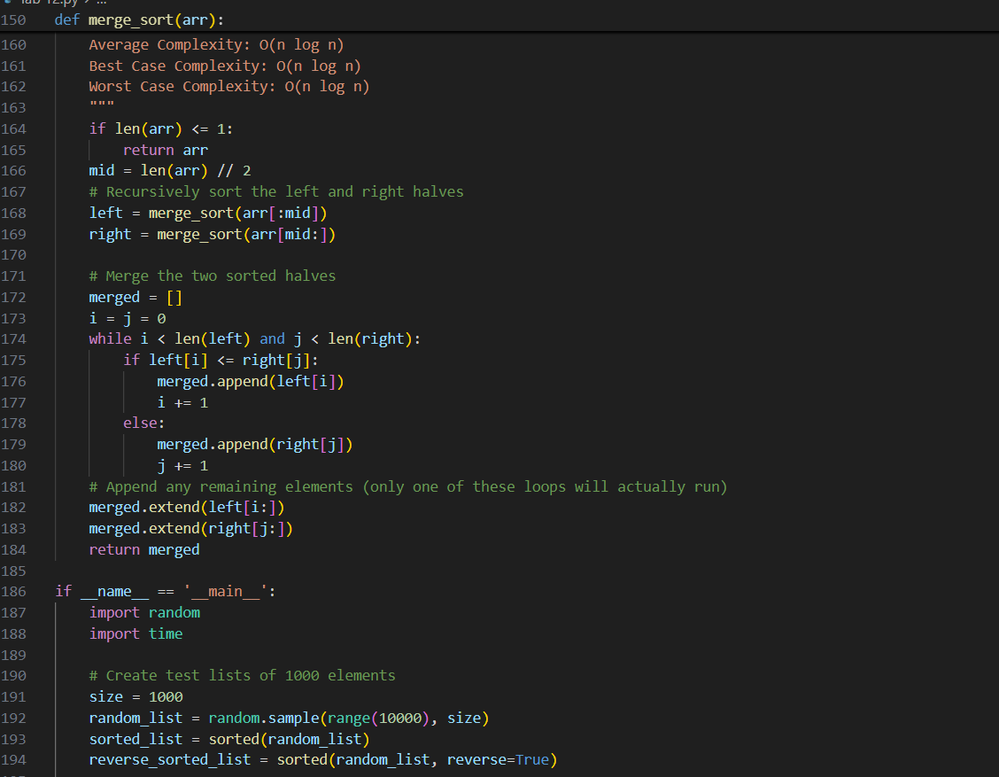 lab-12.py > ...
150 def merge_sort(arr):
160 Average Complexity: O(n log n)
161 Best Case Complexity: O(n log n)
162 Worst Case Complexity: O(n log n)
163 """
164 if len(arr) <= 1:
165 return arr
166 mid = len(arr) // 2
167 # Recursively sort the left and right halves
168 left = merge_sort(arr[:mid])
169 right = merge_sort(arr[mid:])
170
171 # Merge the two sorted halves
172 merged = []
173 i = j = 0
174 while i < len(left) and j < len(right):
175 if left[i] <= right[j]:
176 merged.append(left[i])
177 i += 1
178 else:
179 merged.append(right[j])
180 j += 1
181 # Append any remaining elements (only one of these loops will actually run)
182 merged.extend(left[i:])
183 merged.extend(right[j:])
184 return merged
185
186 if __name__ == '__main__':
187 import random
188 import time
189
190 # Create test lists of 1000 elements
191 size = 1000
192 random_list = random.sample(range(10000), size)
193 sorted_list = sorted(random_list)
194 reverse_sorted_list = sorted(random_list, reverse=True)